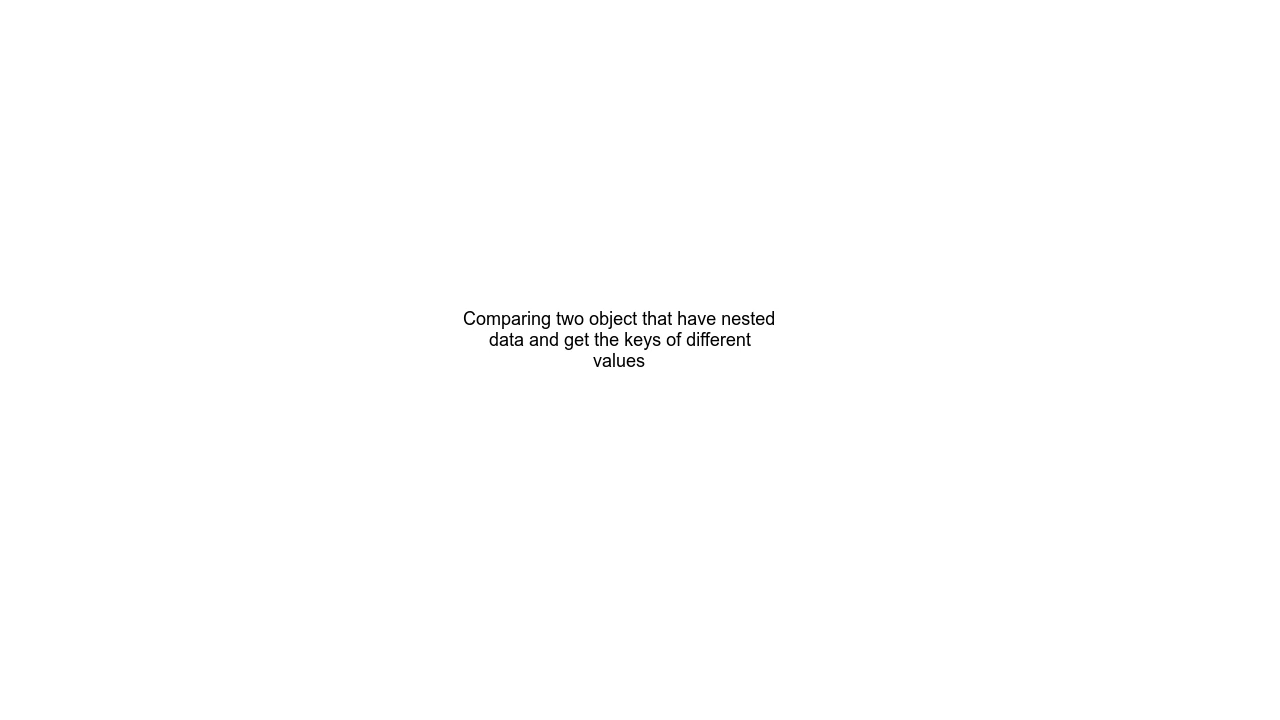 Comparing two object that have nested
data and get the keys of different
values